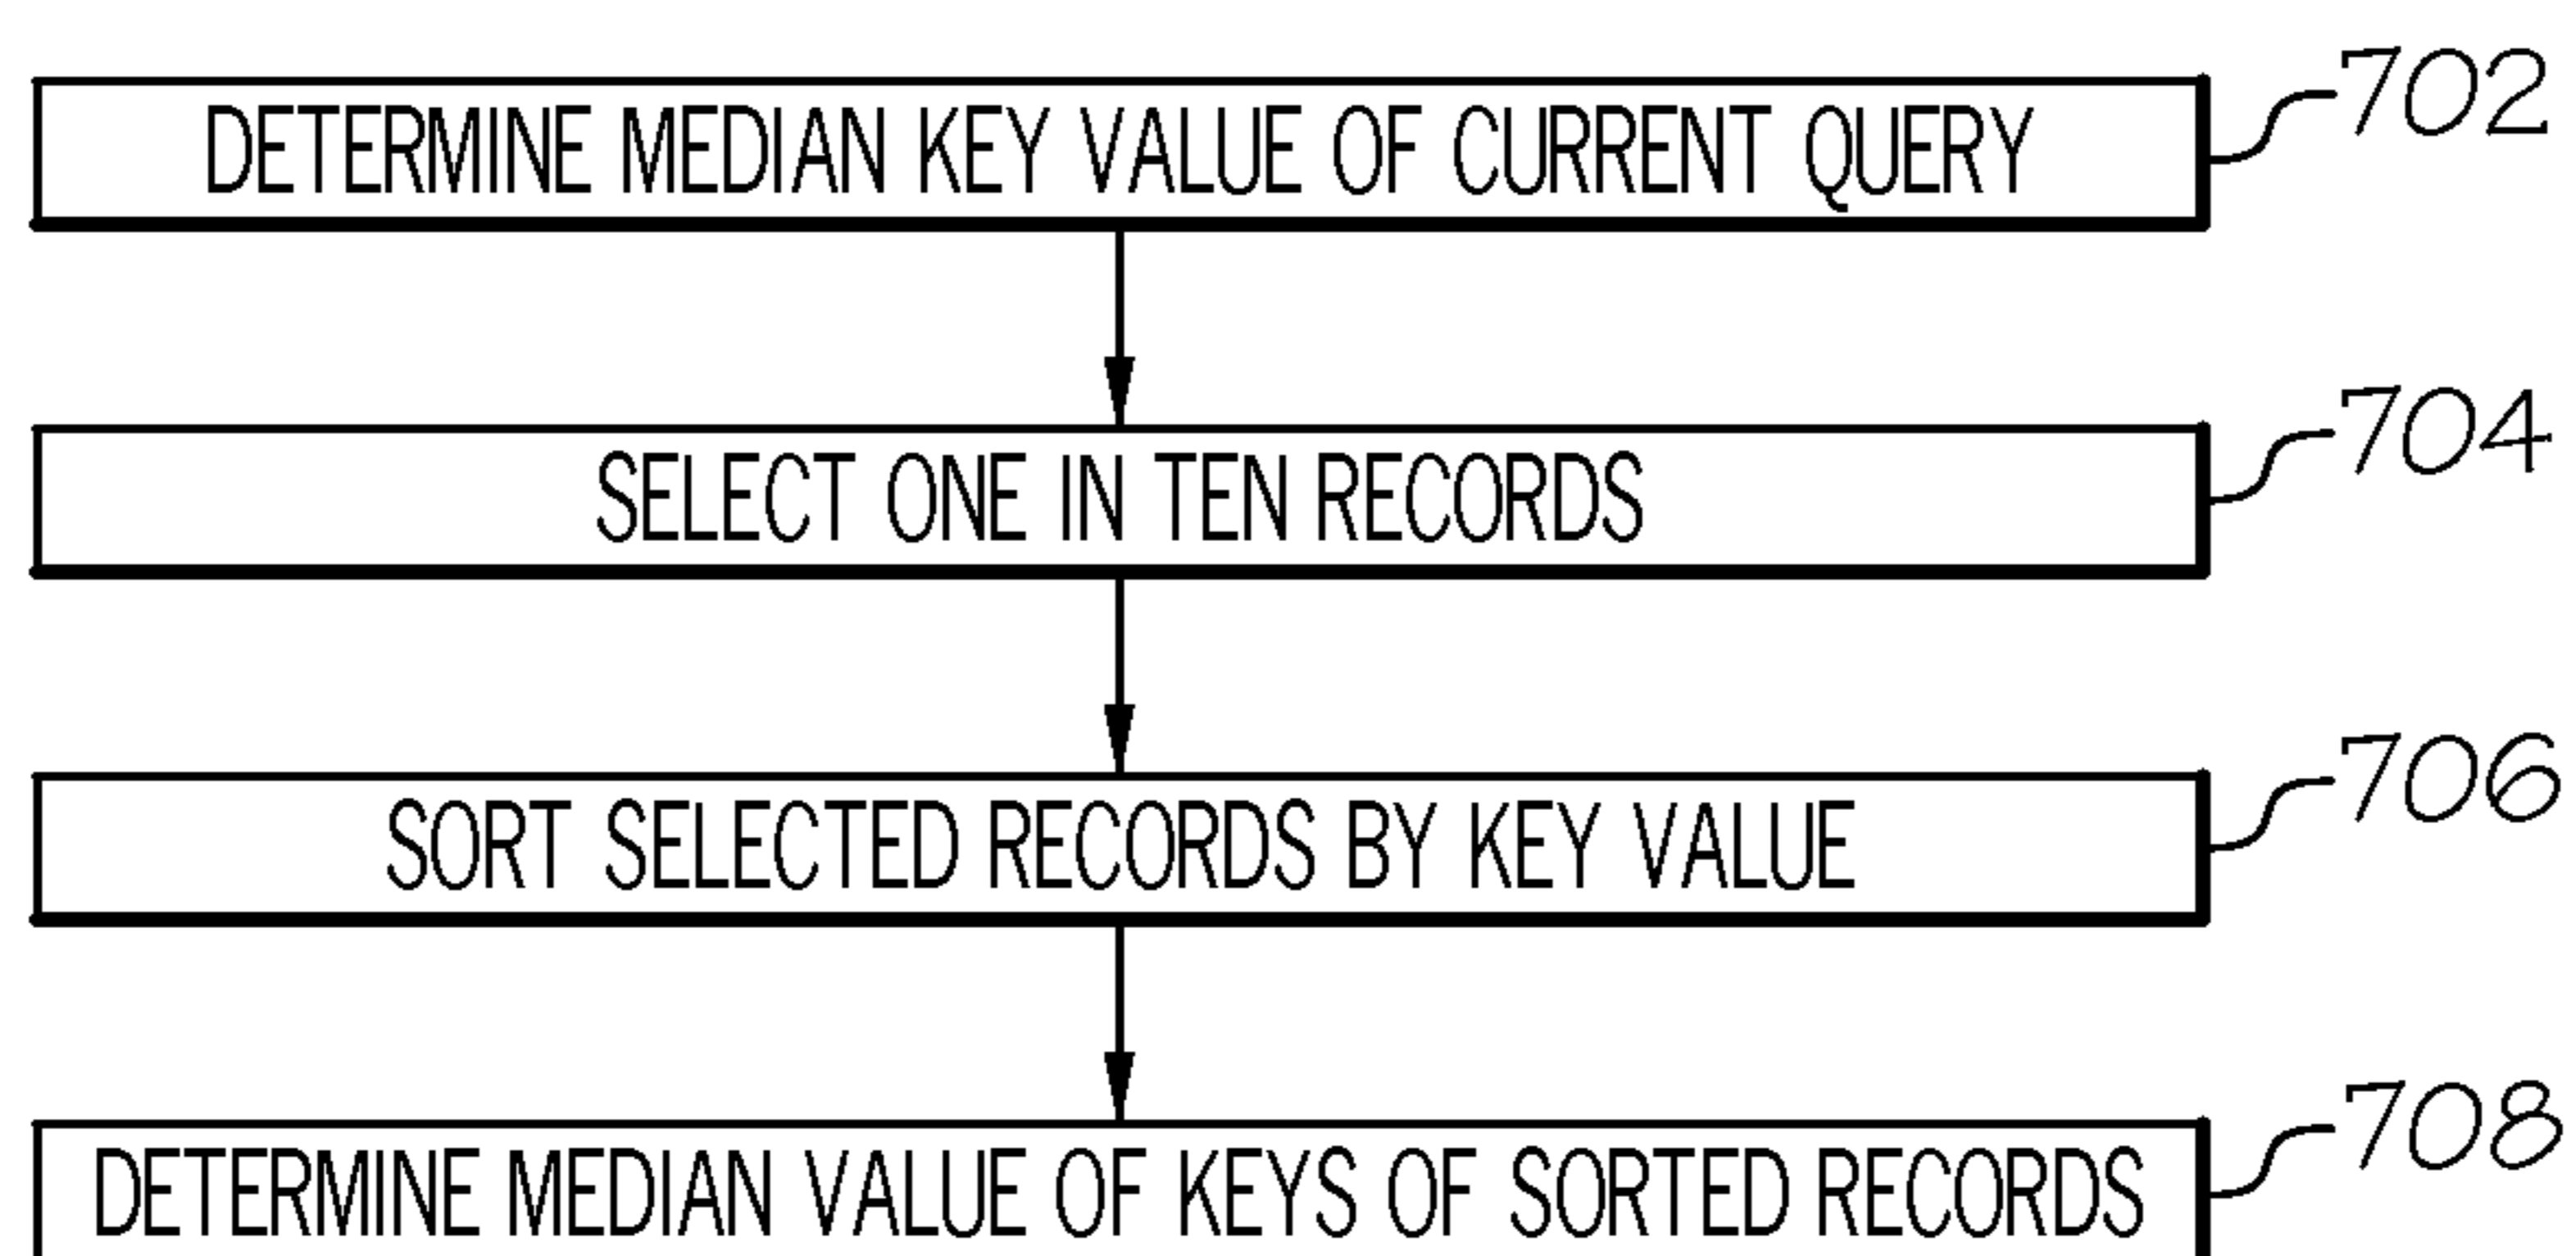 DETERMINE MEDIAN KEY VALUE OF CURRENT QUERY 702
SELECT ONE IN TEN RECORDS 704
SORT SELECTED RECORDS BY KEY VALUE 706
DETERMINE MEDIAN VALUE OF KEYS OF SORTED RECORDS 708